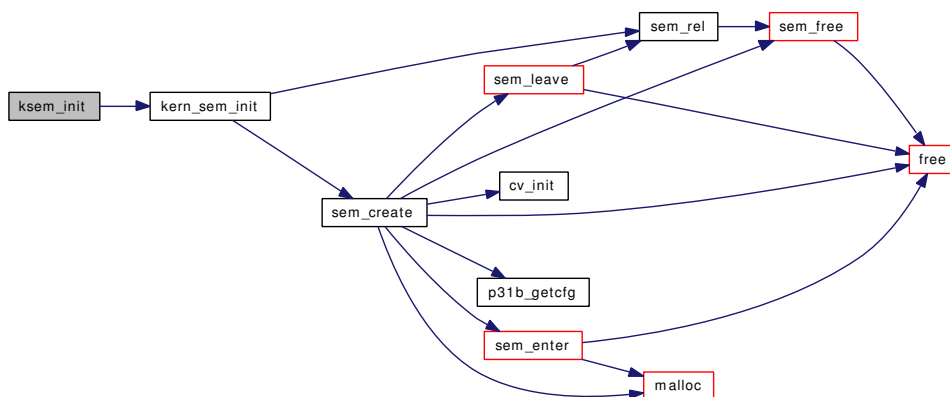 sem_rel
sem_free
sem_leave
ksem_init
kern_sem_init
free
cv_init
sem_create
p31b_getcfg
sem_enter
malloc